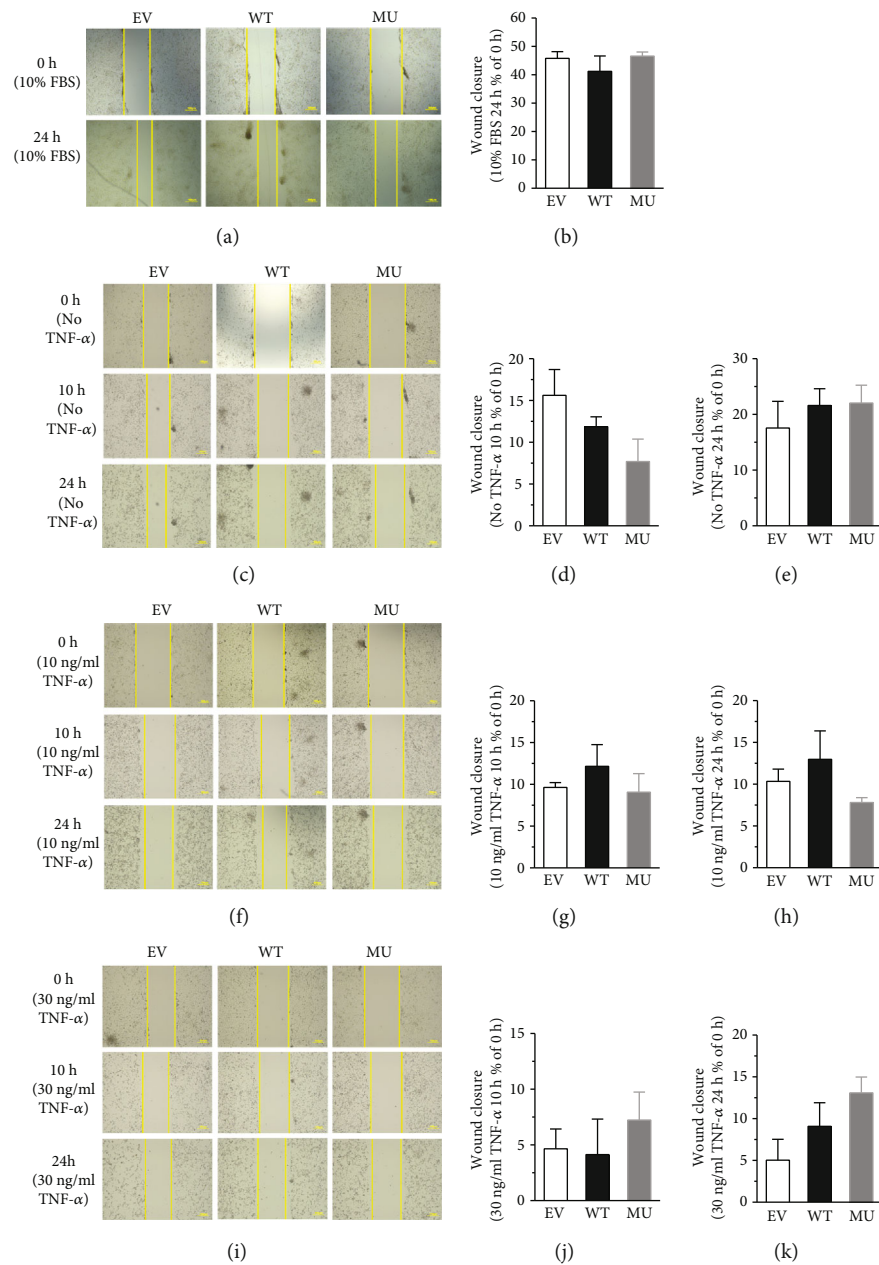 EV WT MU
0 h
(10% FBS)
24 h
(10% FBS)
(a)
Wound closure
(10% FBS 24 h % of 0 h)
60
50
40
30
20
10
0
EV WT MU
(b)
EV WT MU
0 h
(No
TNF-α)
10 h
(No
TNF-α)
24 h
(No
TNF-α)
(c)
Wound closure
(No TNF-α 10 h % of 0 h)
20
15
10
5
0
EV WT MU
(d)
Wound closure
(No TNF-α 24 h % of 0 h)
30
20
10
0
EV WT MU
(e)
EV WT MU
0 h
(10 ng/ml
TNF-α)
10 h
(10 ng/ml
TNF-α)
24 h
(10 ng/ml
TNF-α)
(f)
Wound closure
(10 ng/ml TNF-α 10 h % of 0 h)
20
15
10
5
0
EV WT MU
(g)
Wound closure
(10 ng/ml TNF-α 24 h % of 0 h)
20
15
10
5
0
EV WT MU
(h)
EV WT MU
0 h
(30 ng/ml
TNF-α)
10 h
(30 ng/ml
TNF-α)
24h
(30 ng/ml
TNF-α)
(i)
Wound closure
(30 ng/ml TNF-α 10 h % of 0 h)
15
10
5
0
EV WT MU
(j)
Wound closure
(30 ng/ml TNF-α 24 h % of 0 h)
20
15
10
5
0
EV WT MU
(k)